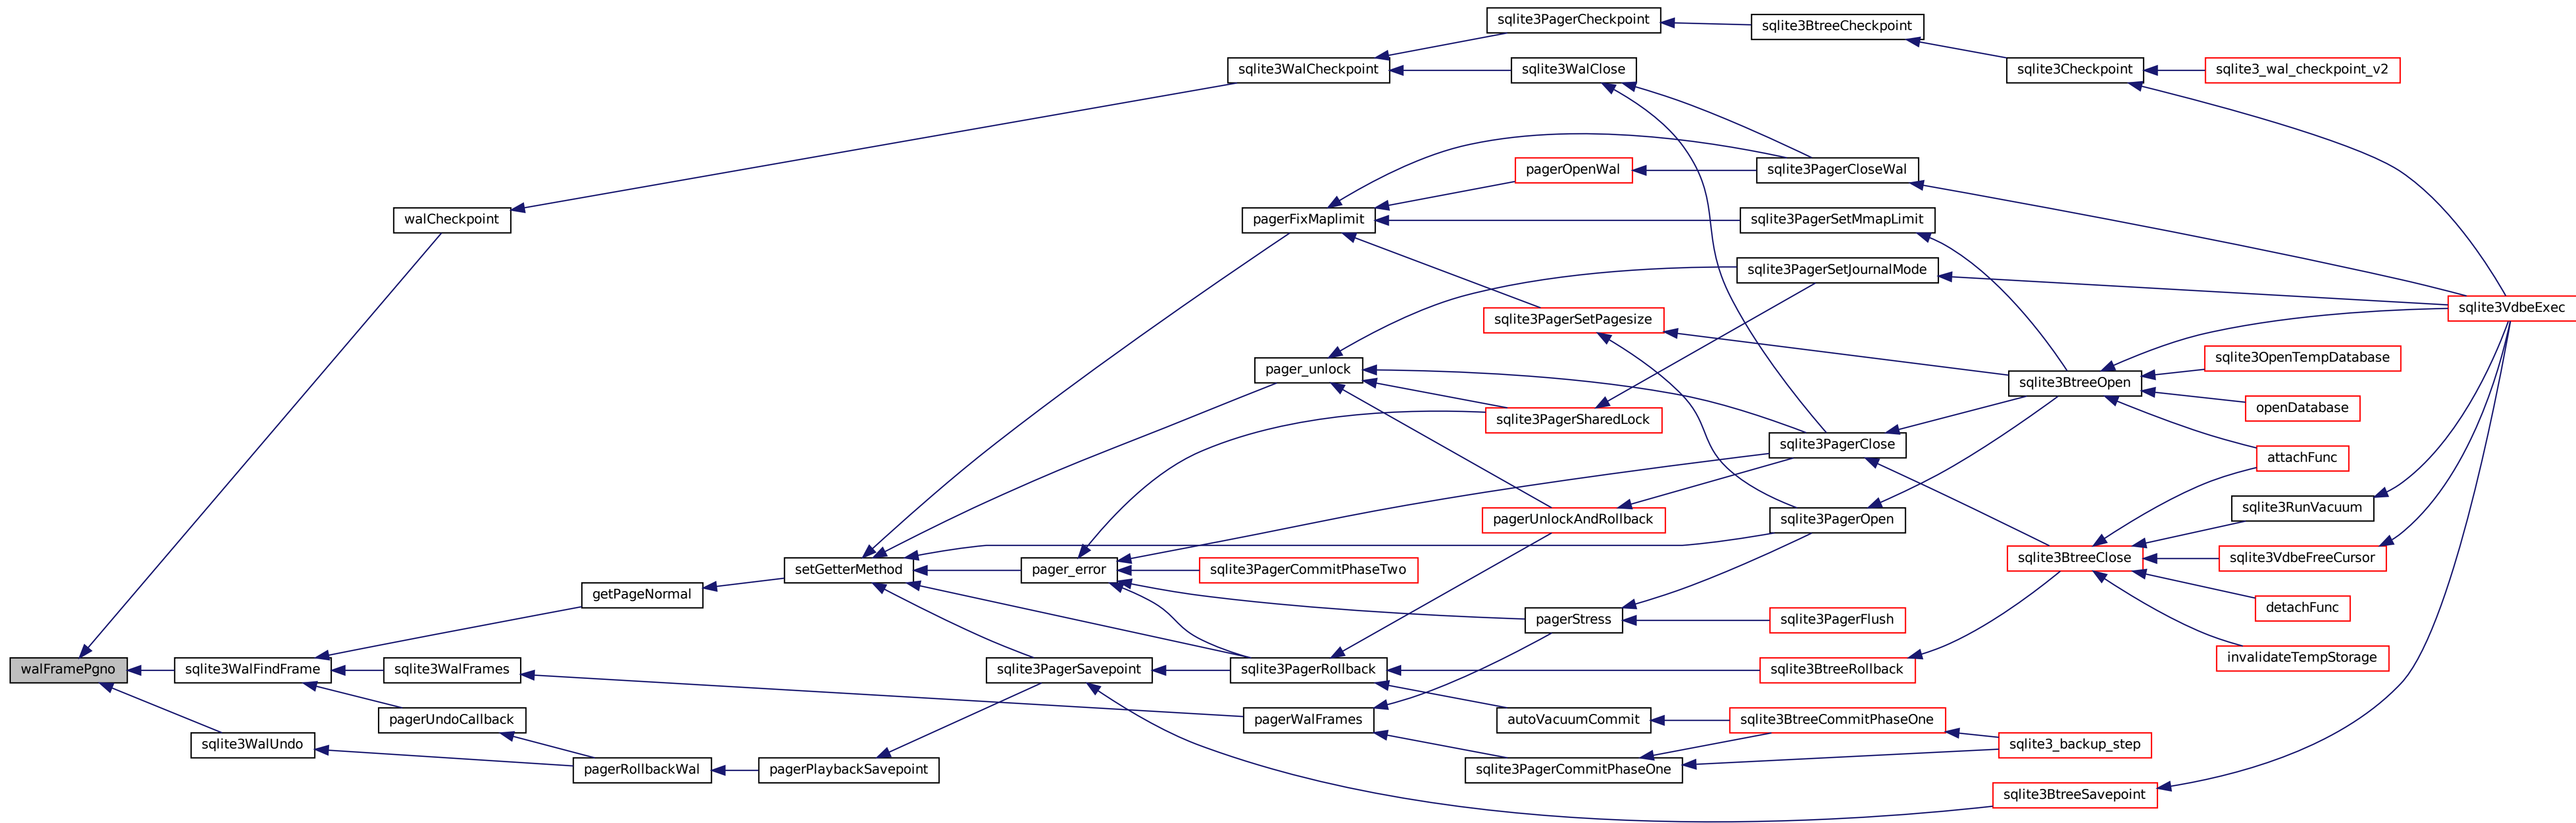 sqlite3PagerCheckpoint
sqlite3BtreeCheckpoint
sqlite3WalCheckpoint
sqlite3WalClose
sqlite3Checkpoint
sqlite3_wal_checkpoint_v2
pagerOpenWal
sqlite3PagerCloseWal
walCheckpoint
pagerFixMaplimit
sqlite3PagerSetMmapLimit
sqlite3PagerSetJournalMode
sqlite3VdbeExec
sqlite3PagerSetPagesize
sqlite3OpenTempDatabase
pager_unlock
sqlite3BtreeOpen
openDatabase
sqlite3PagerSharedLock
sqlite3PagerClose
attachFunc
sqlite3RunVacuum
pagerUnlockAndRollback
sqlite3PagerOpen
sqlite3BtreeClose
sqlite3VdbeFreeCursor
setGetterMethod
pager_error
sqlite3PagerCommitPhaseTwo
getPageNormal
detachFunc
pagerStress
sqlite3PagerFlush
invalidateTempStorage
walFramePgno
sqlite3WalFindFrame
sqlite3WalFrames
sqlite3PagerSavepoint
sqlite3PagerRollback
sqlite3BtreeRollback
pagerUndoCallback
pagerWalFrames
autoVacuumCommit
sqlite3BtreeCommitPhaseOne
sqlite3WalUndo
sqlite3_backup_step
pagerRollbackWal
pagerPlaybackSavepoint
sqlite3PagerCommitPhaseOne
sqlite3BtreeSavepoint